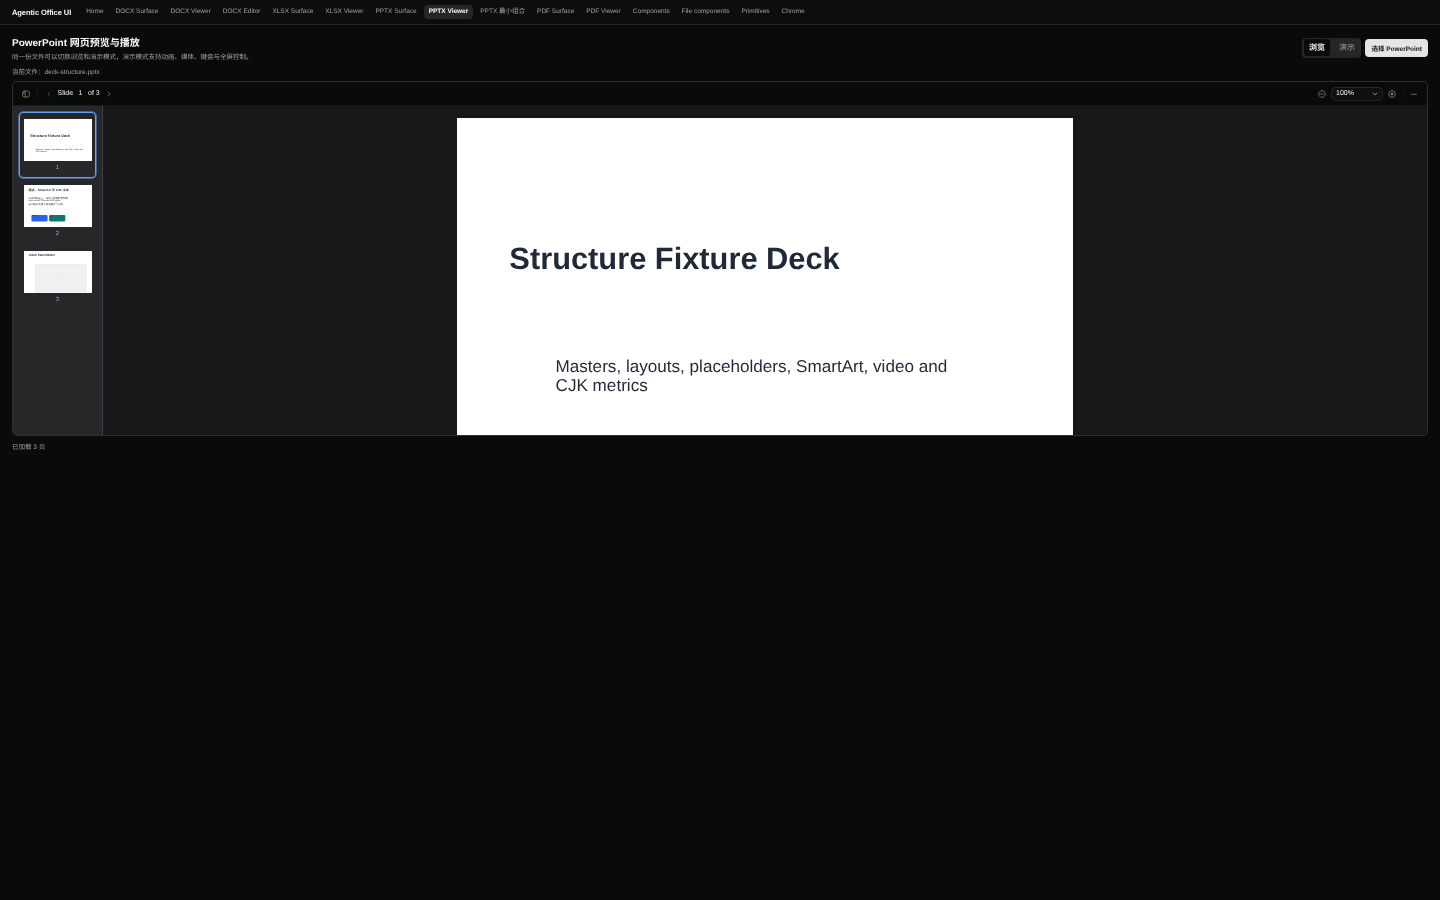 Agentic Office UI
Home
DOCX Surface
DOCX Viewer
DOCX Editor
XLSX Surface
XLSX Viewer
PPTX Surface
PPTX Viewer
PPTX 最小组合
PDF Surface
PDF Viewer
Components
File components
Primitives
Chrome
PowerPoint 网页预览与播放
同一份文件可以切换浏览和演示模式，演示模式支持动画、媒体、键盘与全屏控制。
当前文件：deck-structure.pptx
浏览
演示
选择 PowerPoint
Slide 1 of 3
100%
Structure Fixture Deck
1
2
Video Placeholder
3
Structure Fixture Deck
Masters, layouts, placeholders, SmartArt, video and
CJK metrics
已加载 3 页